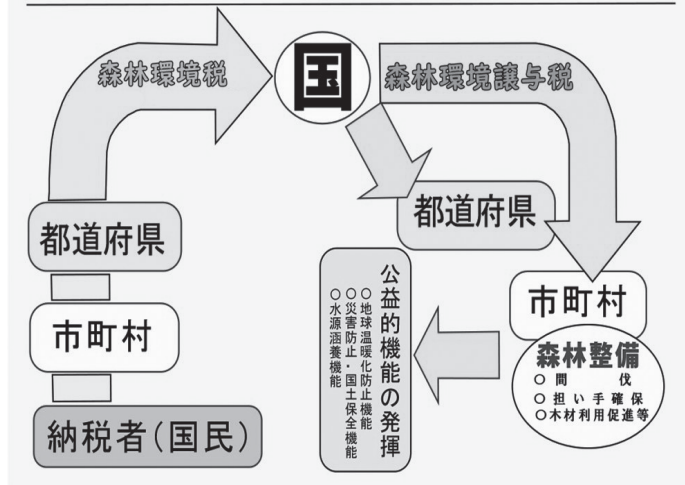 森林環境税
国
森林環境譲与税
都道府県
市町村
納税者(国民)
都道府県
市町村
森林整備
○間伐
○担い手確保
○木材利用促進等
公益的機能の発揮
○地球温暖化防止機能
○災害防止・国土保全機能
○水源涵養機能